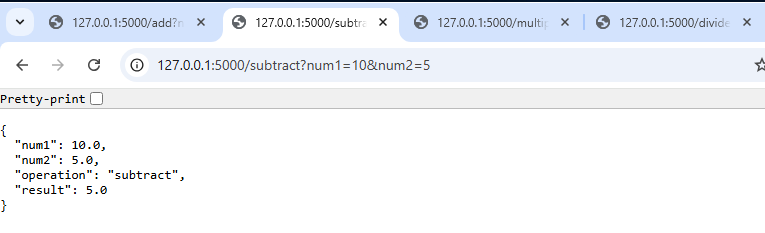 127.0.0.1:5000/add?n
127.0.0.1:5000/subtra
127.0.0.1:5000/multip
127.0.0.1:5000/divide
127.0.0.1:5000/subtract?num1=10&num2=5
Pretty-print
{
"num1": 10.0,
"num2": 5.0,
"operation": "subtract",
"result": 5.0
}